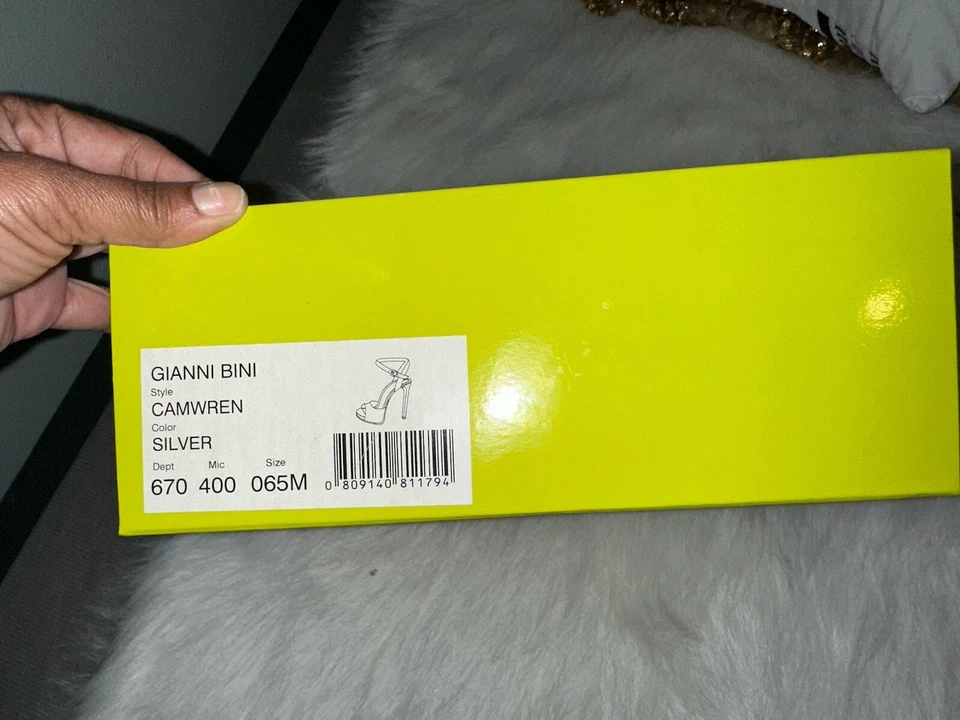 GIANNI BINI
Style
CAMWREN
Color
SILVER
Dept Mic Size
670 400 065M
0 809140 811794